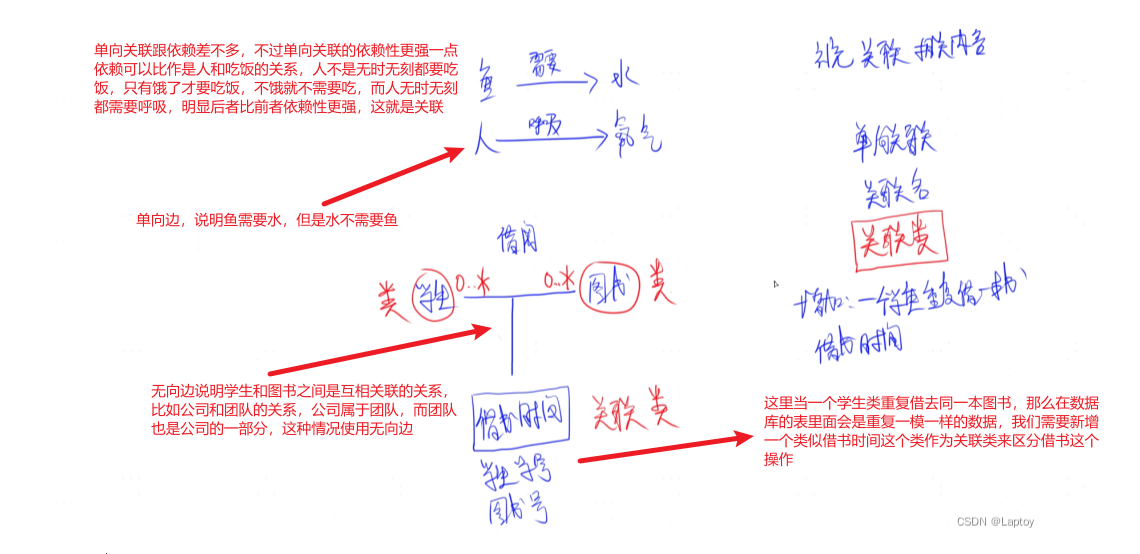 单向关联跟依赖差不多，不过单向关联的依赖性更强一点
依赖可以比作是人和吃饭的关系，人不是无时无刻都要吃
饭，只有饿了才要吃饭，不饿就不需要吃，而人无时无刻
都需要呼吸，明显后者比前者依赖性更强，这就是关联
鱼 需要 水
人 呼吸 氧气
单向边，说明鱼需要水，但是水不需要鱼
关联
单向关联
关联名
关联类
借阅
类 学生 0..* 0..* 图书 类
一个学生重复借一本书
借书时间
无向边说明学生和图书之间是互相关联的关系，
比如公司和团队的关系，公司属于团队，而团队
也是公司的一部分，这种情况使用无向边
借书时间 关联类
学生学号
图书号
这里当一个学生类重复借去同一本图书，那么在数据
库的表里面会是重复一模一样的数据，我们需要新增
一个类似借书时间这个类作为关联类来区分借书这个
操作
CSDN @Laptoy